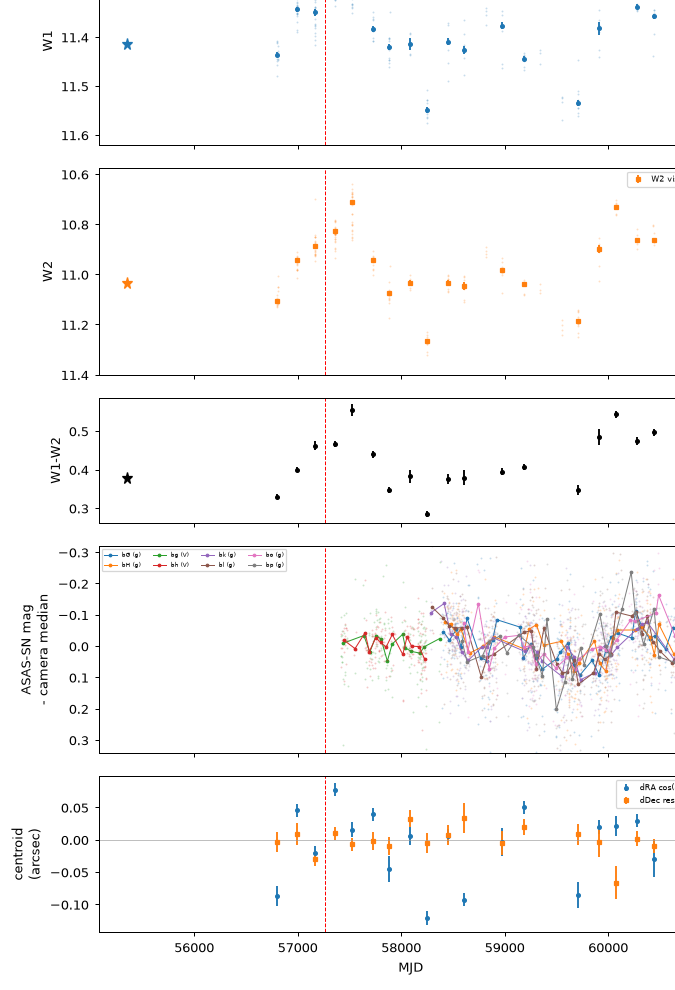 11.4
11.5
11.6
W1
10.6
10.8
11.0
11.2
11.4
W2
W2 vi
0.5
0.4
0.3
W1-W2
−0.3
−0.2
−0.1
0.0
0.1
0.2
0.3
ASAS-SN mag
- camera median
bG (g) bg (V) bk (g) bo (g)
bH (g) bh (V) bl (g) bp (g)
0.05
0.00
−0.05
−0.10
centroid
(arcsec)
dRA cos(
dDec res
56000 57000 58000 59000 60000
MJD